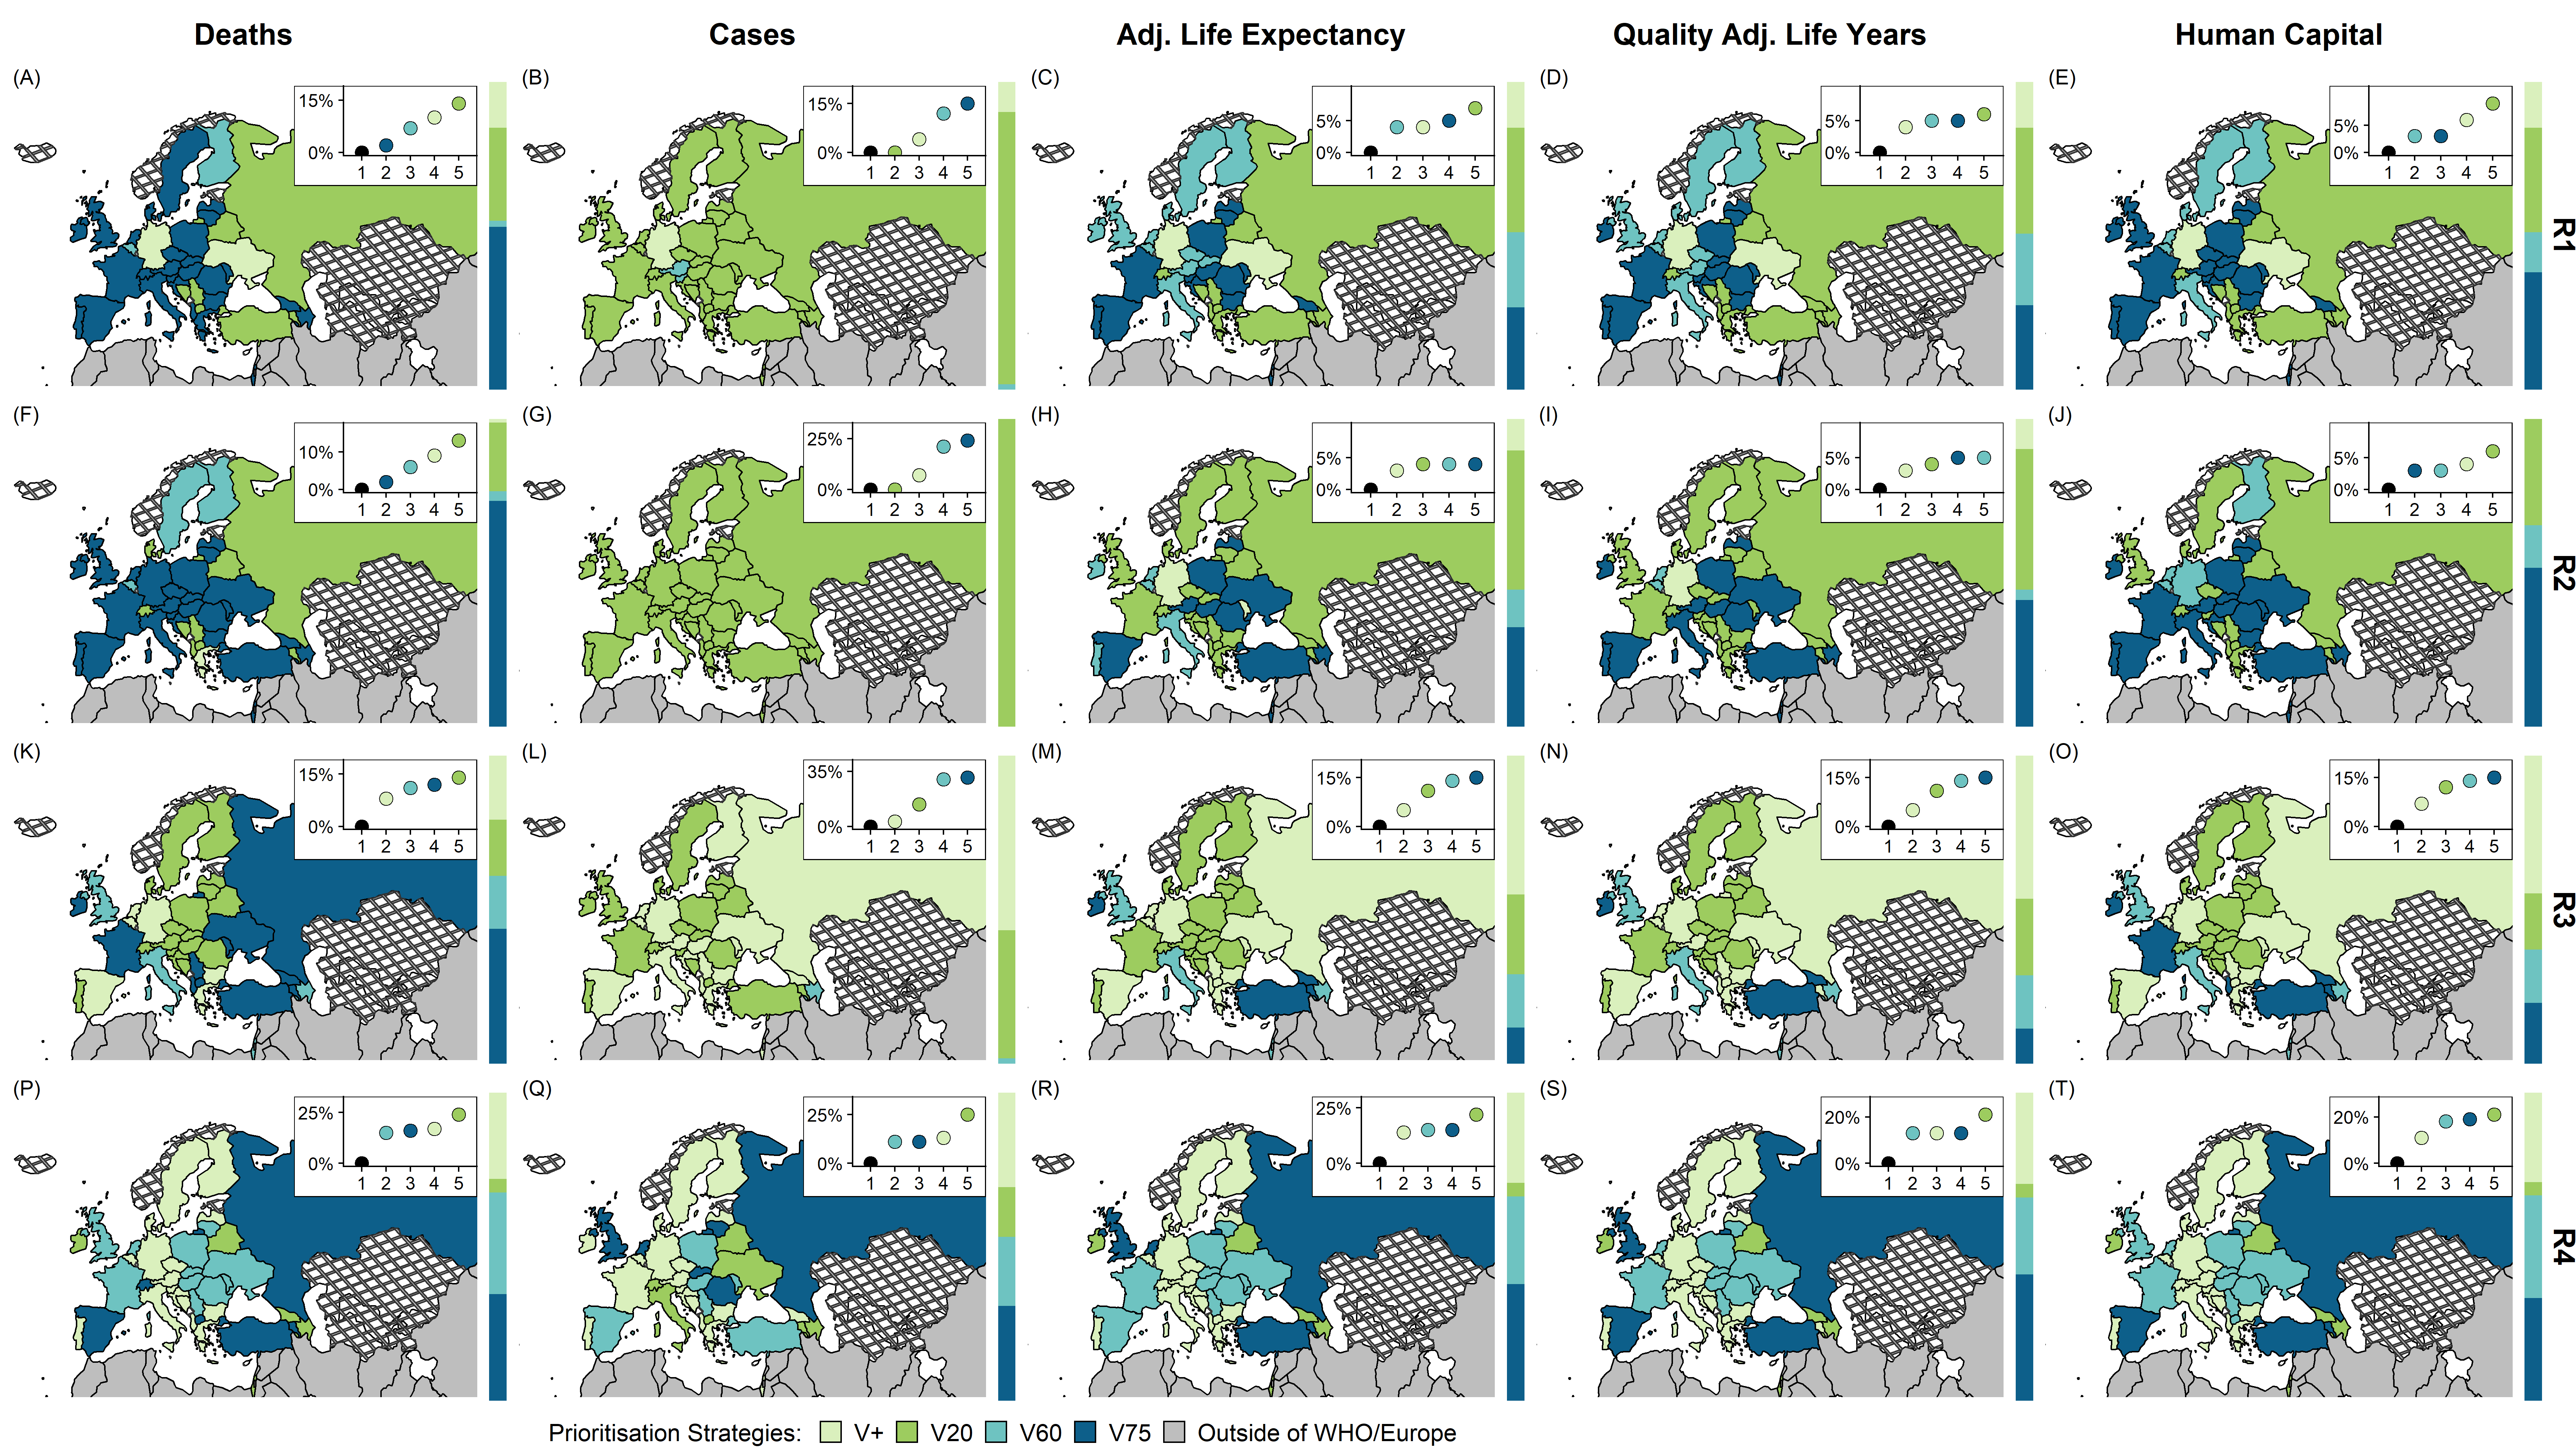 Deaths Cases Adj. Life Expectancy Quality Adj. Life Years Human Capital
(A) 15% 0% 1 2 3 4 5
(B) 15% 0% 1 2 3 4 5
(C) 5% 0% 1 2 3 4 5
(D) 5% 0% 1 2 3 4 5
(E) 5% 0% 1 2 3 4 5
R1
(F) 10% 0% 1 2 3 4 5
(G) 25% 0% 1 2 3 4 5
(H) 5% 0% 1 2 3 4 5
(I) 5% 0% 1 2 3 4 5
(J) 5% 0% 1 2 3 4 5
R2
(K) 15% 0% 1 2 3 4 5
(L) 35% 0% 1 2 3 4 5
(M) 15% 0% 1 2 3 4 5
(N) 15% 0% 1 2 3 4 5
(O) 15% 0% 1 2 3 4 5
R3
(P) 25% 0% 1 2 3 4 5
(Q) 25% 0% 1 2 3 4 5
(R) 25% 0% 1 2 3 4 5
(S) 20% 0% 1 2 3 4 5
(T) 20% 0% 1 2 3 4 5
R4
Prioritisation Strategies: V+ V20 V60 V75 Outside of WHO/Europe